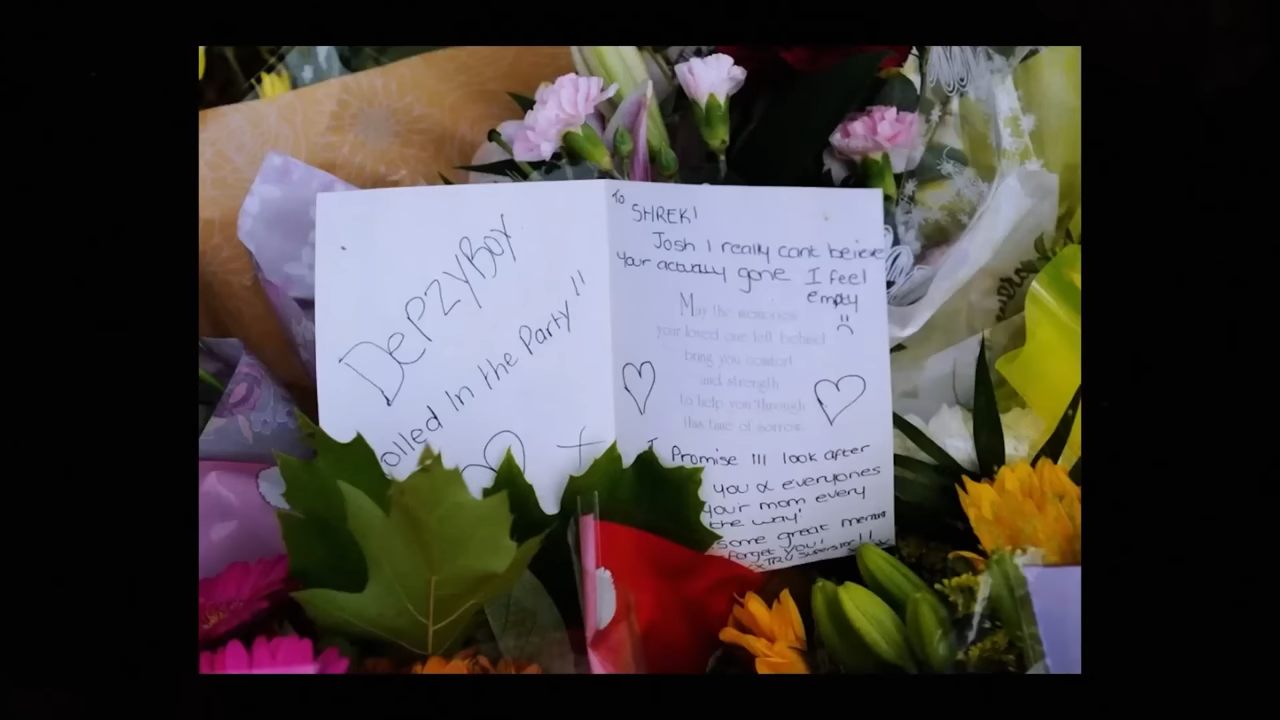 DepzyBoy
olled In the Party"
To
SHREK!
Josh I really cant beieve
your actually gone I feel
empty
May the memories
your loved one left behind
bring you comfort
and strength
to help you through
this time of sorrow.
I Promise Ill look after
you & everyones
your mom every
the way!
some great mem
forget you!